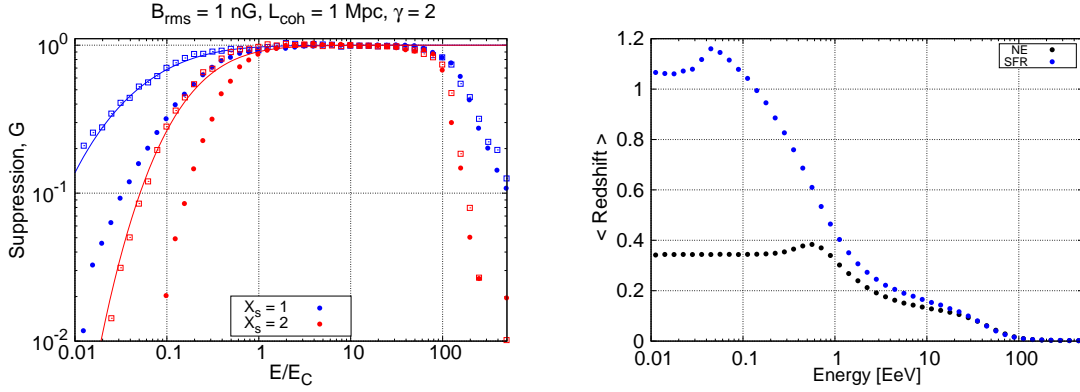 B_rms = 1 nG, L_coh = 1 Mpc, γ = 2
Suppression, G
10^0
10^-1
10^-2
0.01 0.1 1 10 100
E/E_C
X_s = 1
X_s = 2
< Redshift >
1.2
1
0.8
0.6
0.4
0.2
0
0.01 0.1 1 10 100
Energy [EeV]
NE
SFR